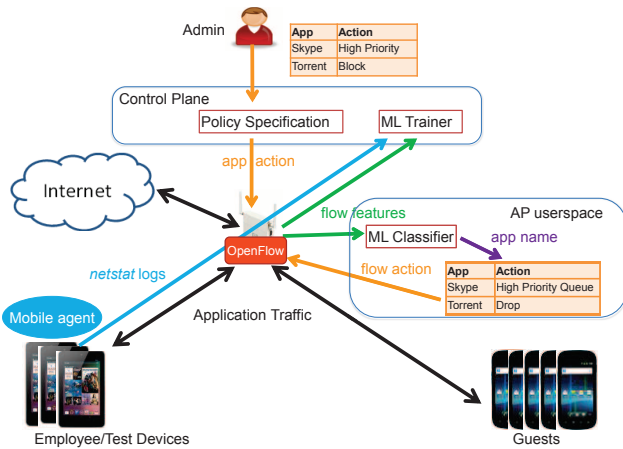 Admin
App Action
Skype High Priority
Torrent Block
Control Plane
Policy Specification
ML Trainer
app action
Internet
flow features
AP userspace
ML Classifier
app name
OpenFlow
flow action
netstat logs
App Action
Skype High Priority Queue
Torrent Drop
Mobile agent
Application Traffic
Employee/Test Devices
Guests